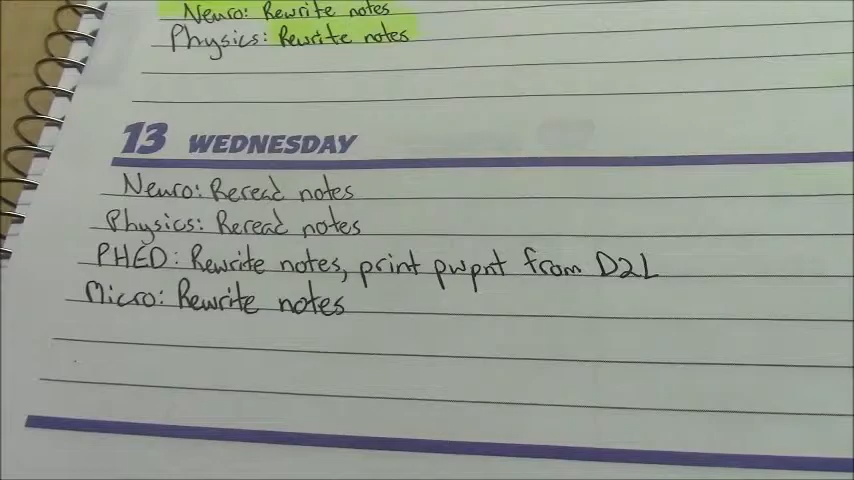 Neuro: Rewrite notes
Physics: Rewrite notes
13 WEDNESDAY
Neuro: Reread notes
Physics: Reread notes
PHED: Rewrite notes, print pwpnt from D2L
Micro: Rewrite notes